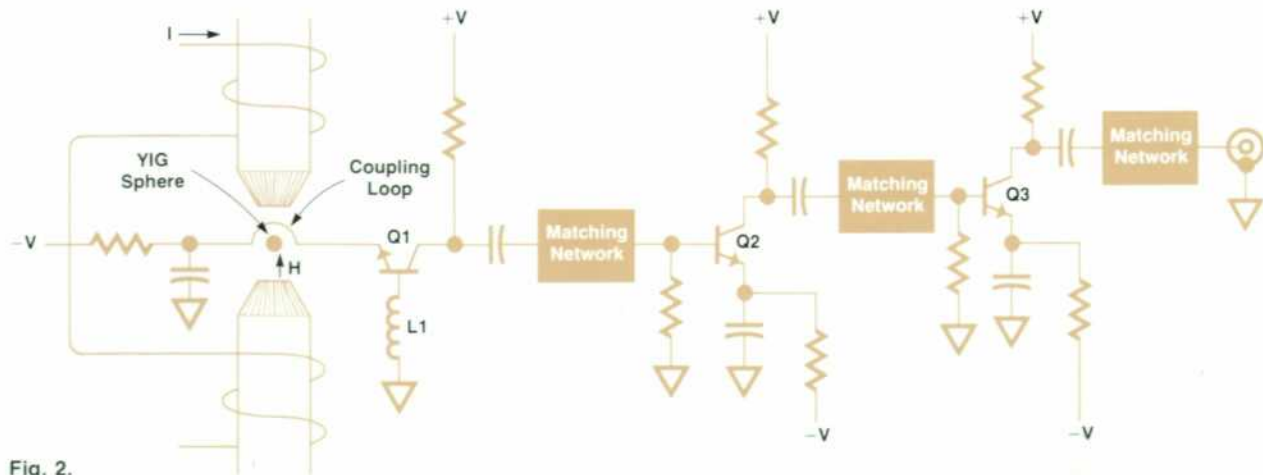 +V
+V
+V
I
YIG
Sphere
Coupling
Loop
Matching
Network
Q3
Matching
Network
Q1
Q2
Matching
Network
−V
H
L1
−V
−V
Fig. 2.